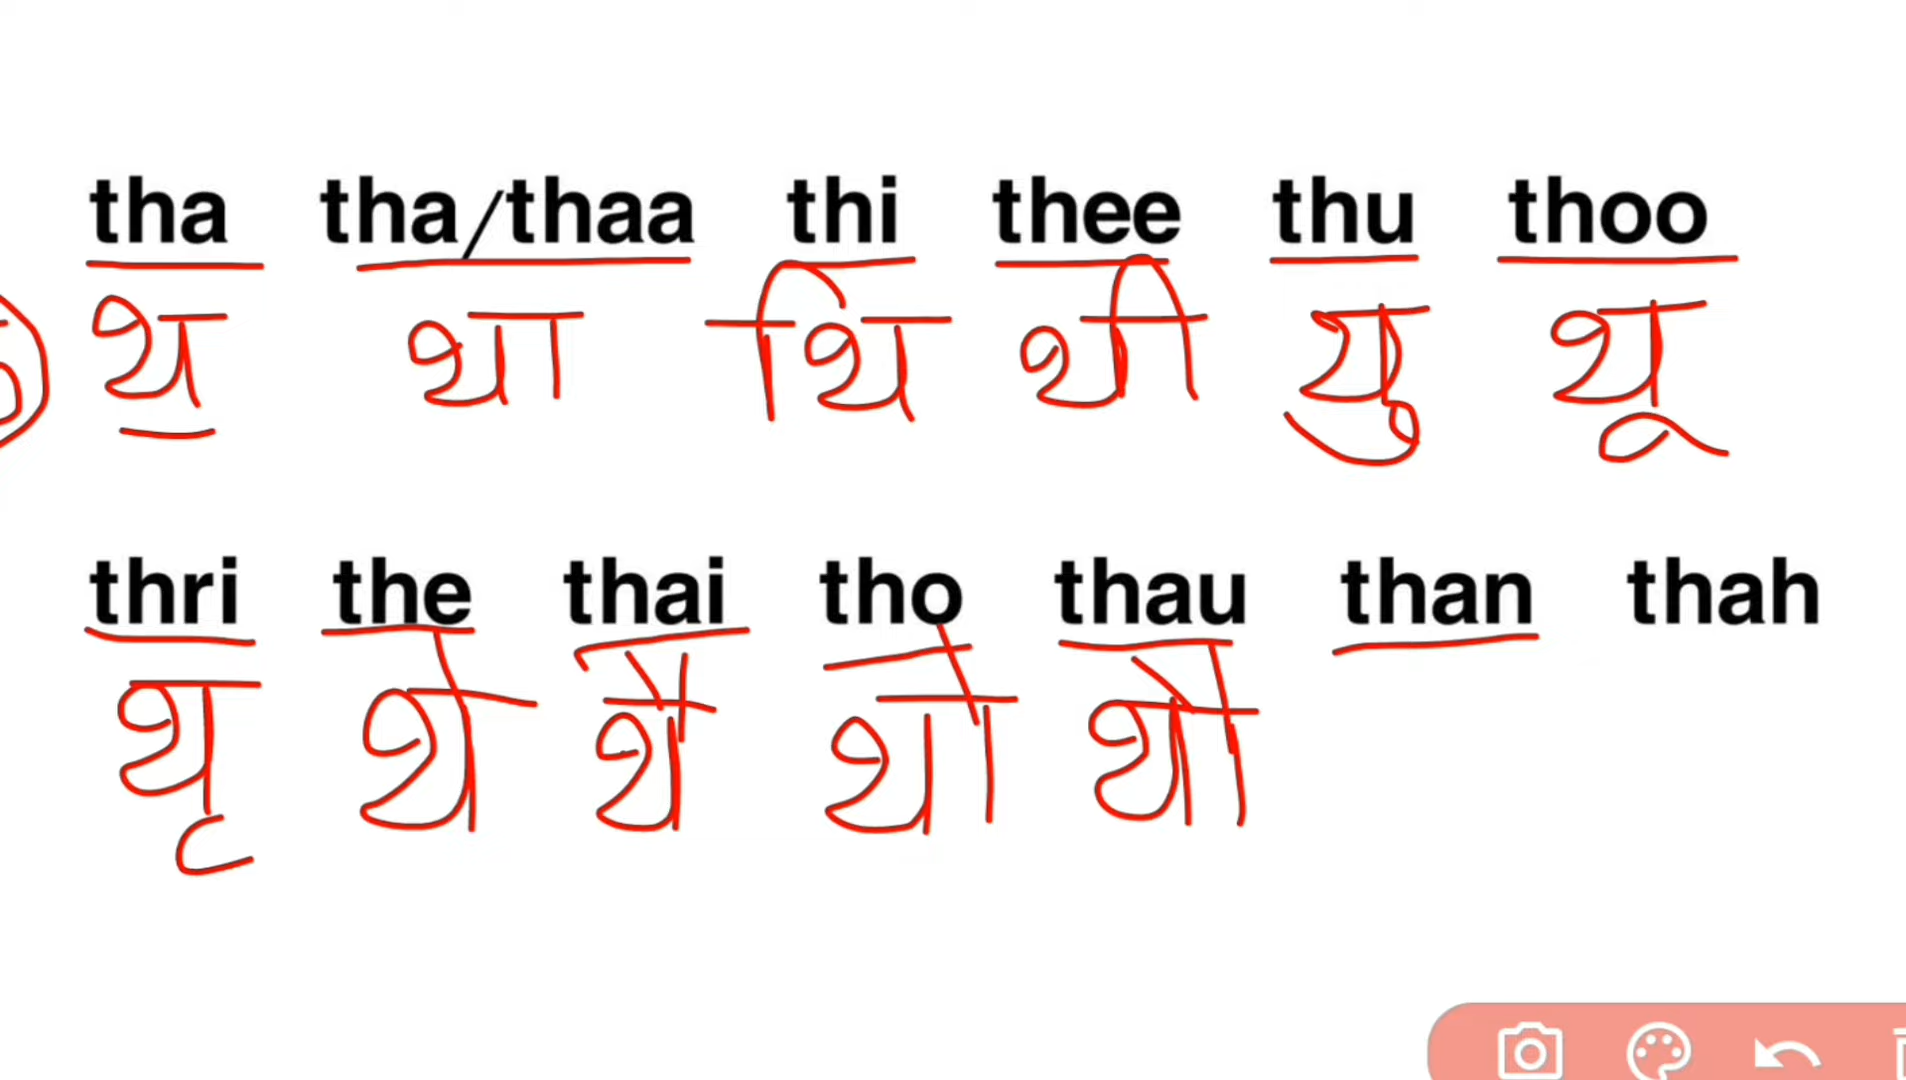 tha tha/thaa thi thee thu thoo
थ था थि थी थु थू
thri the thai tho thau than thah
थृ थे थै थो थौ